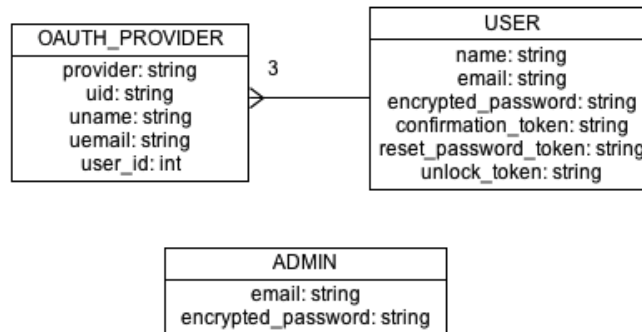 OAUTH_PROVIDER
provider: string
uid: string
uname: string
uemail: string
user_id: int
3
USER
name: string
email: string
encrypted_password: string
confirmation_token: string
reset_password_token: string
unlock_token: string
ADMIN
email: string
encrypted_password: string